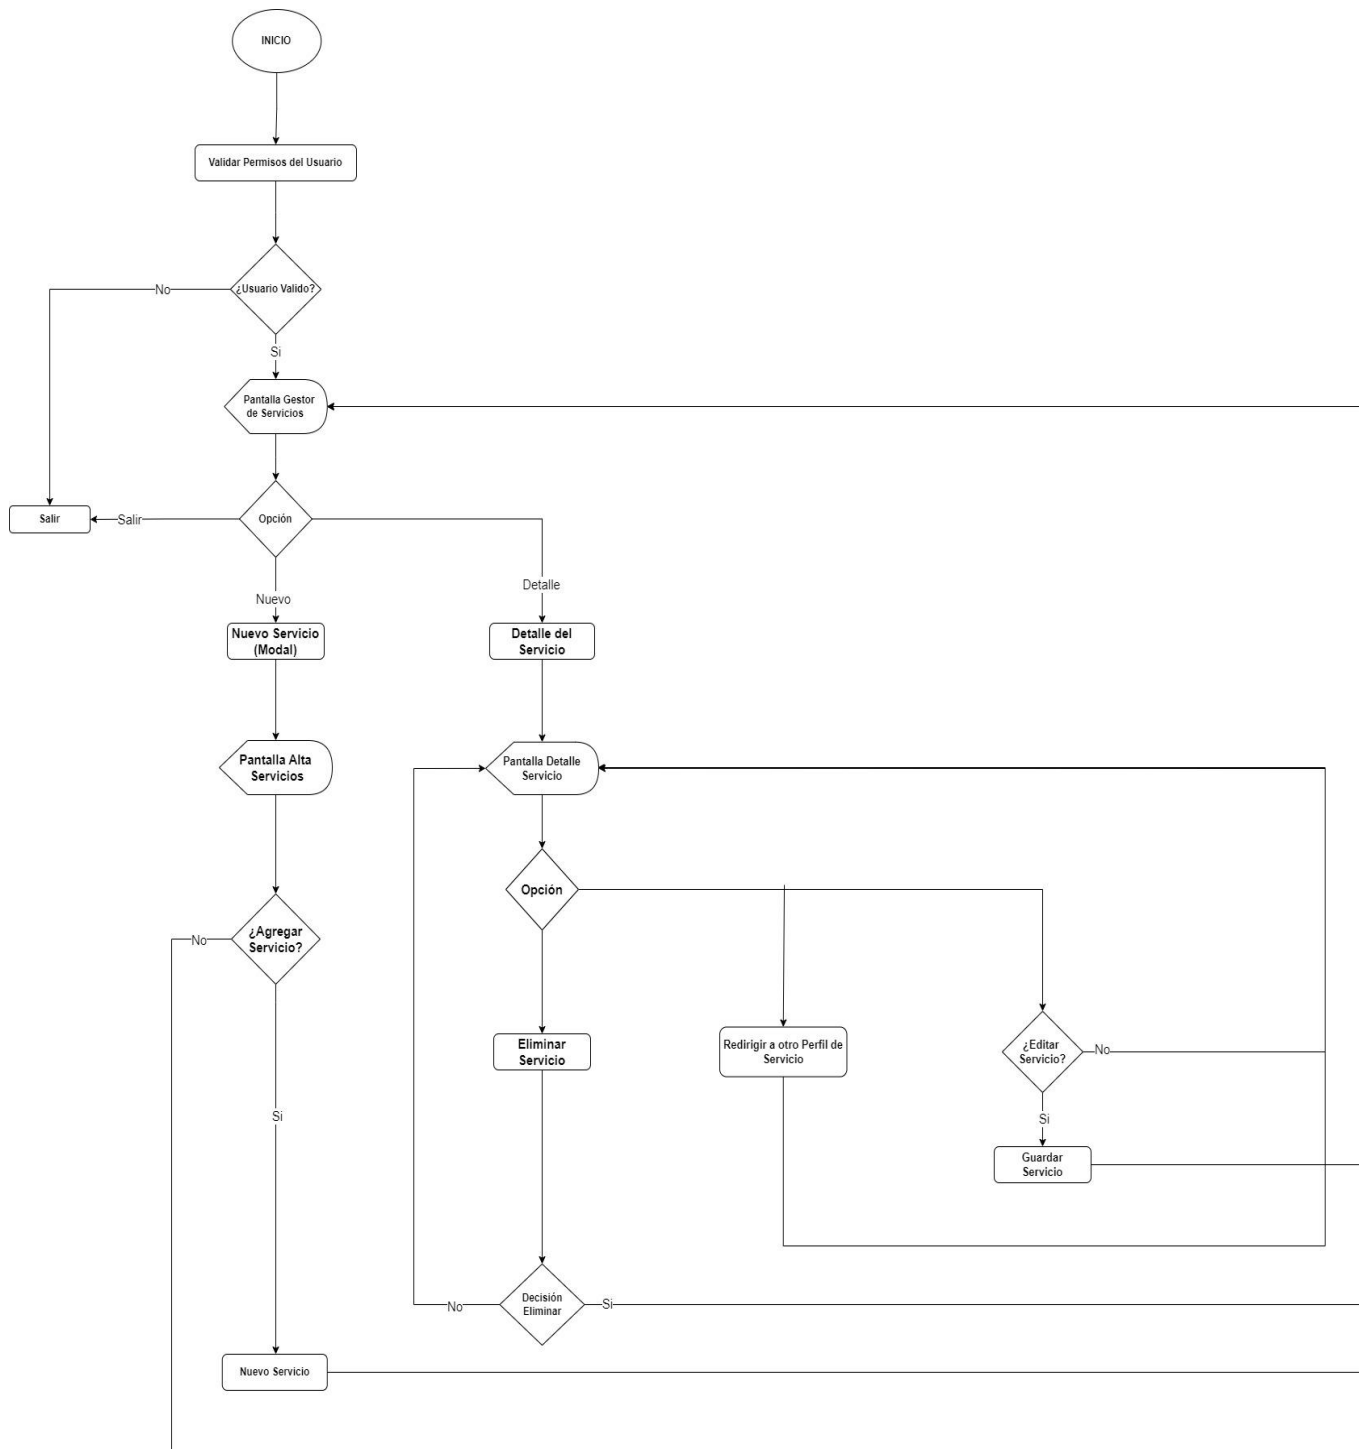 INICIO
Validar Permisos del Usuario
¿Usuario Valido?
No
Si
Pantalla Gestor
de Servicios
Opción
Salir
Salir
Nuevo
Detalle
Nuevo Servicio
(Modal)
Detalle del
Servicio
Pantalla Alta
Servicios
Pantalla Detalle
Servicio
Opción
¿Agregar
Servicio?
No
Eliminar
Servicio
Redirigir a otro Perfil de
Servicio
¿Editar
Servicio?
No
Si
Si
Guardar
Servicio
Decisión
Eliminar
No
Si
Nuevo Servicio